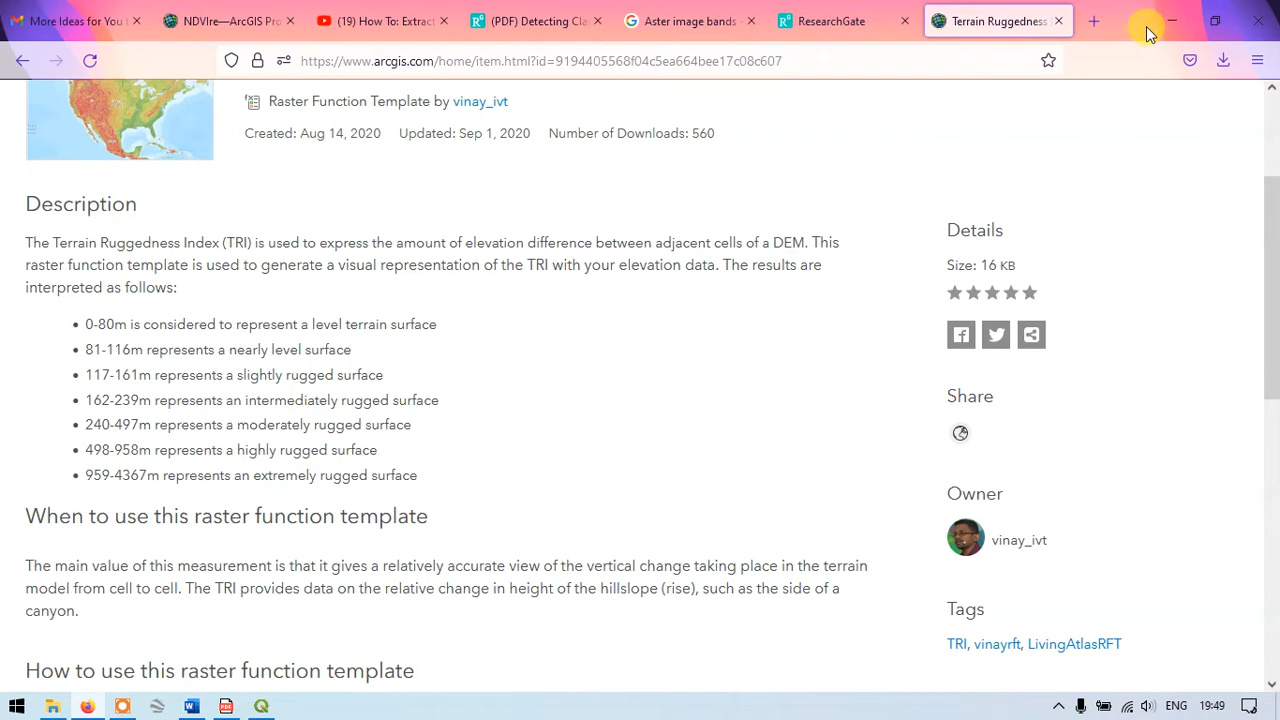 More Ideas for You t
NDVIre—ArcGIS Pr
(19) How To: Extract
(PDF) Detecting Cla
Aster image bands -
ResearchGate
Terrain Ruggedness
https://www.arcgis.com/home/item.html?id=9194405568f04c5ea664bee17c08c607
Raster Function Template by vinay_ivt
Created: Aug 14, 2020 Updated: Sep 1, 2020 Number of Downloads: 560
Description
The Terrain Ruggedness Index (TRI) is used to express the amount of elevation difference between adjacent cells of a DEM. This
raster function template is used to generate a visual representation of the TRI with your elevation data. The results are
interpreted as follows:
• 0-80m is considered to represent a level terrain surface
• 81-116m represents a nearly level surface
• 117-161m represents a slightly rugged surface
• 162-239m represents an intermediately rugged surface
• 240-497m represents a moderately rugged surface
• 498-958m represents a highly rugged surface
• 959-4367m represents an extremely rugged surface
When to use this raster function template
The main value of this measurement is that it gives a relatively accurate view of the vertical change taking place in the terrain
model from cell to cell. The TRI provides data on the relative change in height of the hillslope (rise), such as the side of a
canyon.
How to use this raster function template
Details
Size: 16 KB
Share
Owner
vinay_ivt
Tags
TRI, vinayrft, LivingAtlasRFT
ENG
19:49